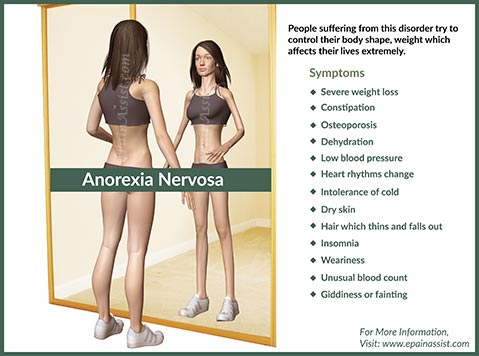 People suffering from this disorder try to
control their body shape, weight which
affects their lives extremely.
Symptoms
◆ Severe weight loss
◆ Constipation
◆ Osteoporosis
◆ Dehydration
◆ Low blood pressure
◆ Heart rhythms change
◆ Intolerance of cold
◆ Dry skin
◆ Hair which thins and falls out
◆ Insomnia
◆ Weariness
◆ Unusual blood count
◆ Giddiness or fainting
Anorexia Nervosa
ePainAssist.com
For More Information,
Visit: www.epainassist.com